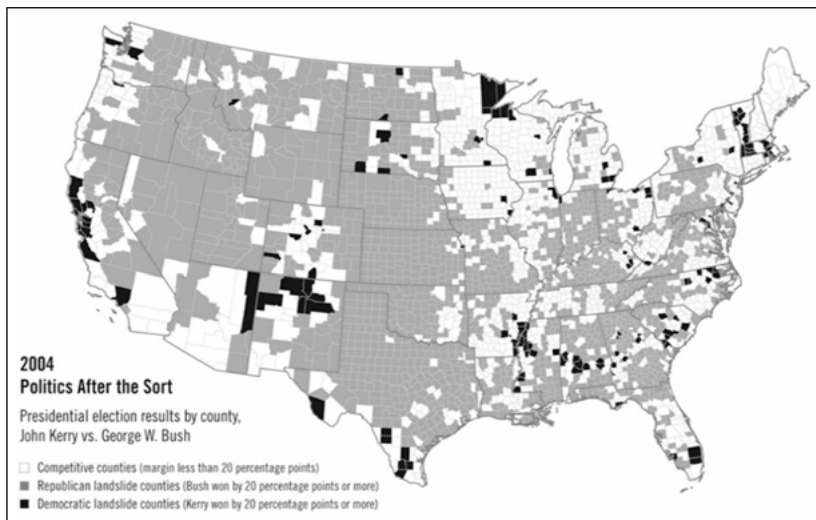 2004
Politics After the Sort
Presidential election results by county,
John Kerry vs. George W. Bush
Competitive counties (margin less than 20 percentage points)
Republican landslide counties (Bush won by 20 percentage points or more)
Democratic landslide counties (Kerry won by 20 percentage points or more)